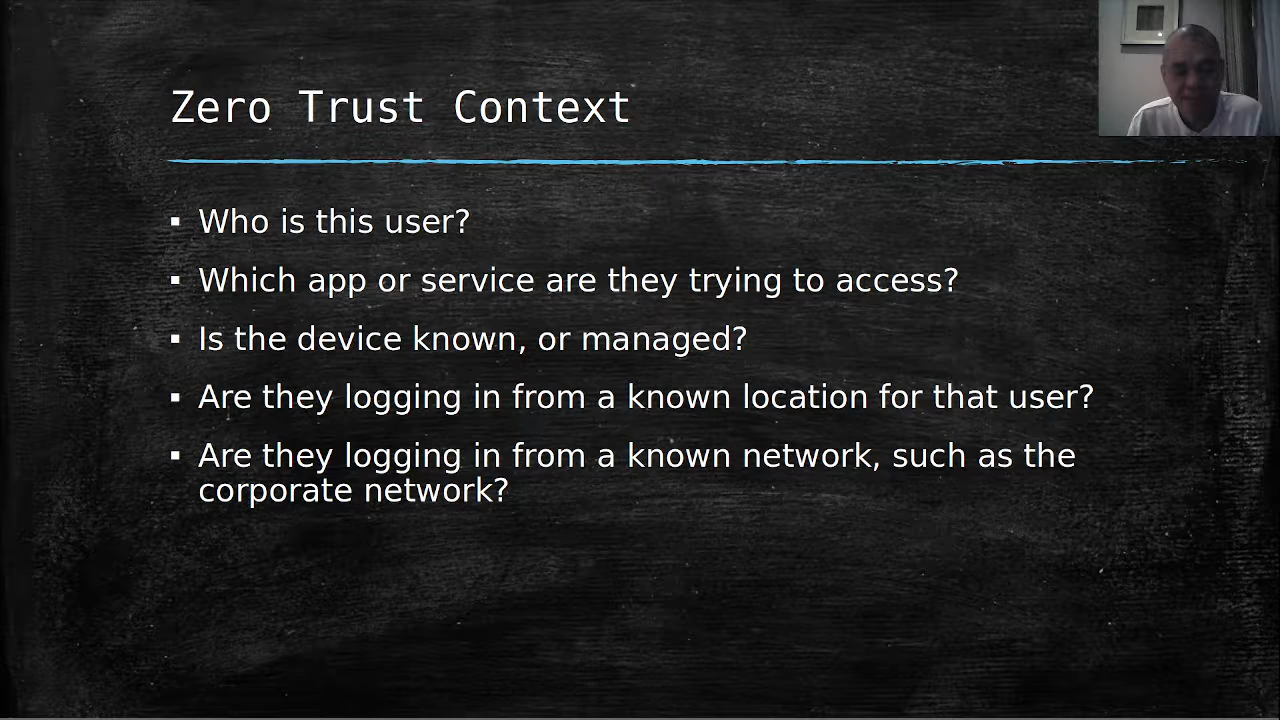 Zero Trust Context
▪ Who is this user?
▪ Which app or service are they trying to access?
▪ Is the device known, or managed?
▪ Are they logging in from a known location for that user?
▪ Are they logging in from a known network, such as the
corporate network?